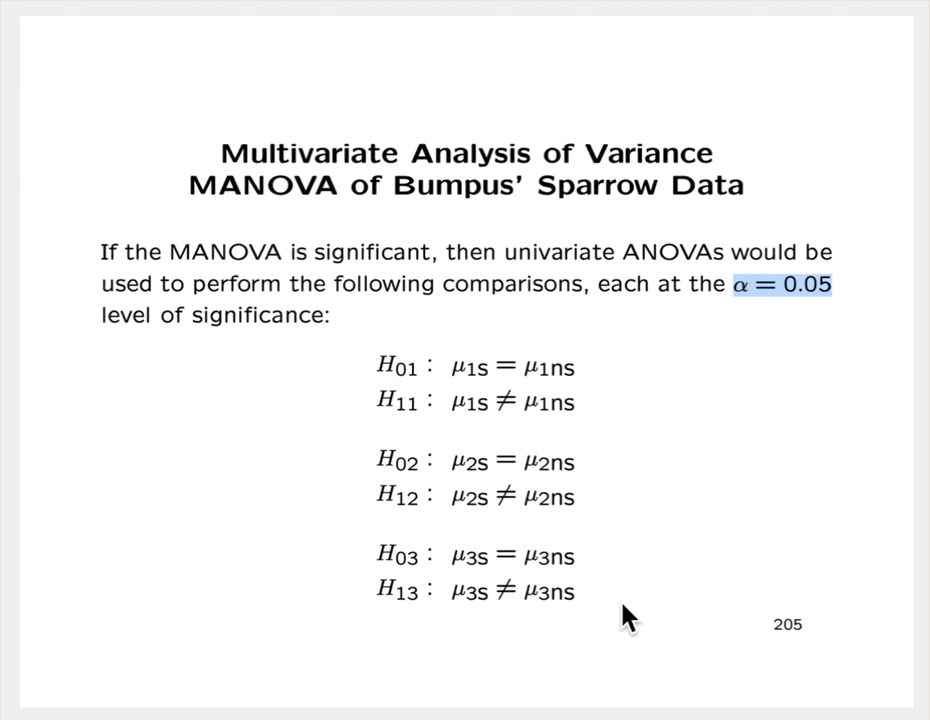 Multivariate Analysis of Variance
MANOVA of Bumpus' Sparrow Data
If the MANOVA is significant, then univariate ANOVAs would be
used to perform the following comparisons, each at the α = 0.05
level of significance:
H01 : μ1s = μ1ns
H11 : μ1s ≠ μ1ns
H02 : μ2s = μ2ns
H12 : μ2s ≠ μ2ns
H03 : μ3s = μ3ns
H13 : μ3s ≠ μ3ns
205